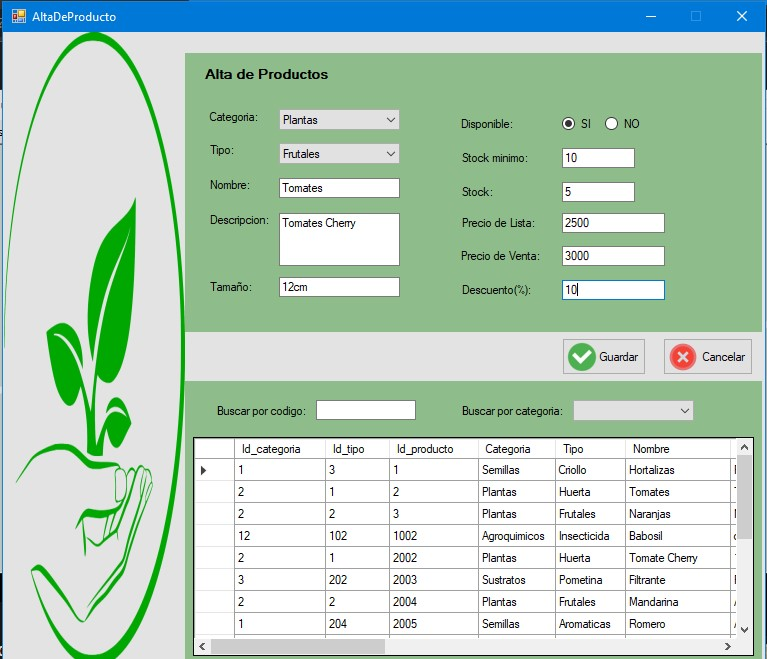 AltaDeProducto
Alta de Productos
Categoria: Plantas
Disponible: SI NO
Tipo: Frutales
Stock minimo: 10
Nombre: Tomates
Stock: 5
Descripcion: Tomates Cherry
Precio de Lista: 2500
Precio de Venta: 3000
Tamaño: 12cm
Descuento(%): 10
Guardar Cancelar
Buscar por codigo: Buscar por categoria:
Id_categoria Id_tipo Id_producto Categoria Tipo Nombre
1 3 1 Semillas Criollo Hortalizas
2 1 2 Plantas Huerta Tomates
2 2 3 Plantas Frutales Naranjas
12 102 1002 Agroquimicos Insecticida Babosil
2 1 2002 Plantas Huerta Tomate Cherry
3 202 2003 Sustratos Pometina Filtrante
2 2 2004 Plantas Frutales Mandarina
1 204 2005 Semillas Aromaticas Romero